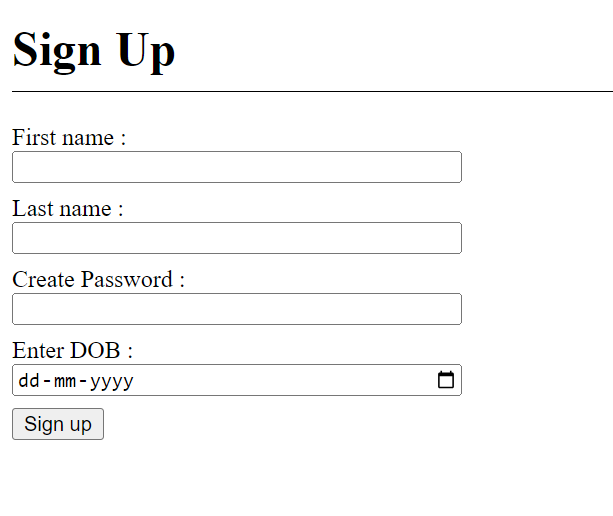 Sign Up
First name :
Last name :
Create Password :
Enter DOB :
dd-mm-yyyy
Sign up